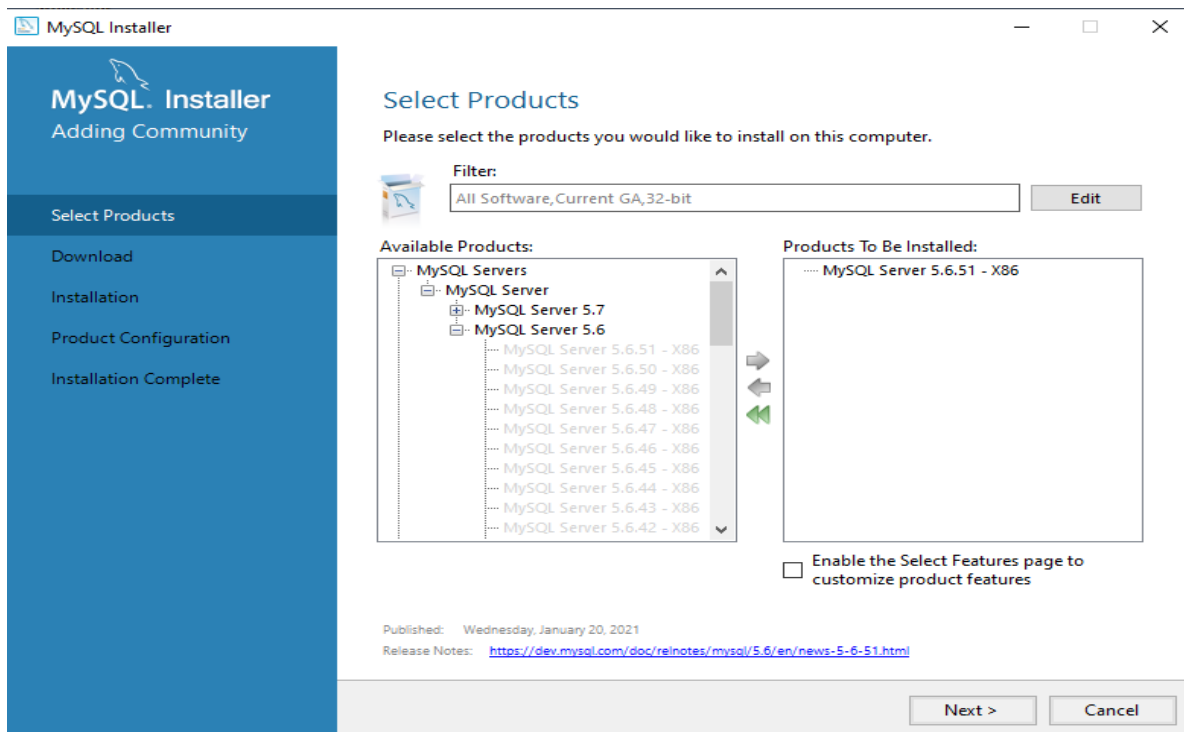 MySQL Installer
MySQL. Installer
Adding Community
Select Products
Download
Installation
Product Configuration
Installation Complete
Select Products
Please select the products you would like to install on this computer.
Filter:
All Software,Current GA,32-bit
Edit
Available Products:
MySQL Servers
MySQL Server
MySQL Server 5.7
MySQL Server 5.6
MySQL Server 5.6.51 - X86
MySQL Server 5.6.50 - X86
MySQL Server 5.6.49 - X86
MySQL Server 5.6.48 - X86
MySQL Server 5.6.47 - X86
MySQL Server 5.6.46 - X86
MySQL Server 5.6.45 - X86
MySQL Server 5.6.44 - X86
MySQL Server 5.6.43 - X86
MySQL Server 5.6.42 - X86
Products To Be Installed:
MySQL Server 5.6.51 - X86
Enable the Select Features page to
customize product features
Published: Wednesday, January 20, 2021
Release Notes: https://dev.mysql.com/doc/relnotes/mysql/5.6/en/news-5-6-51.html
Next >
Cancel